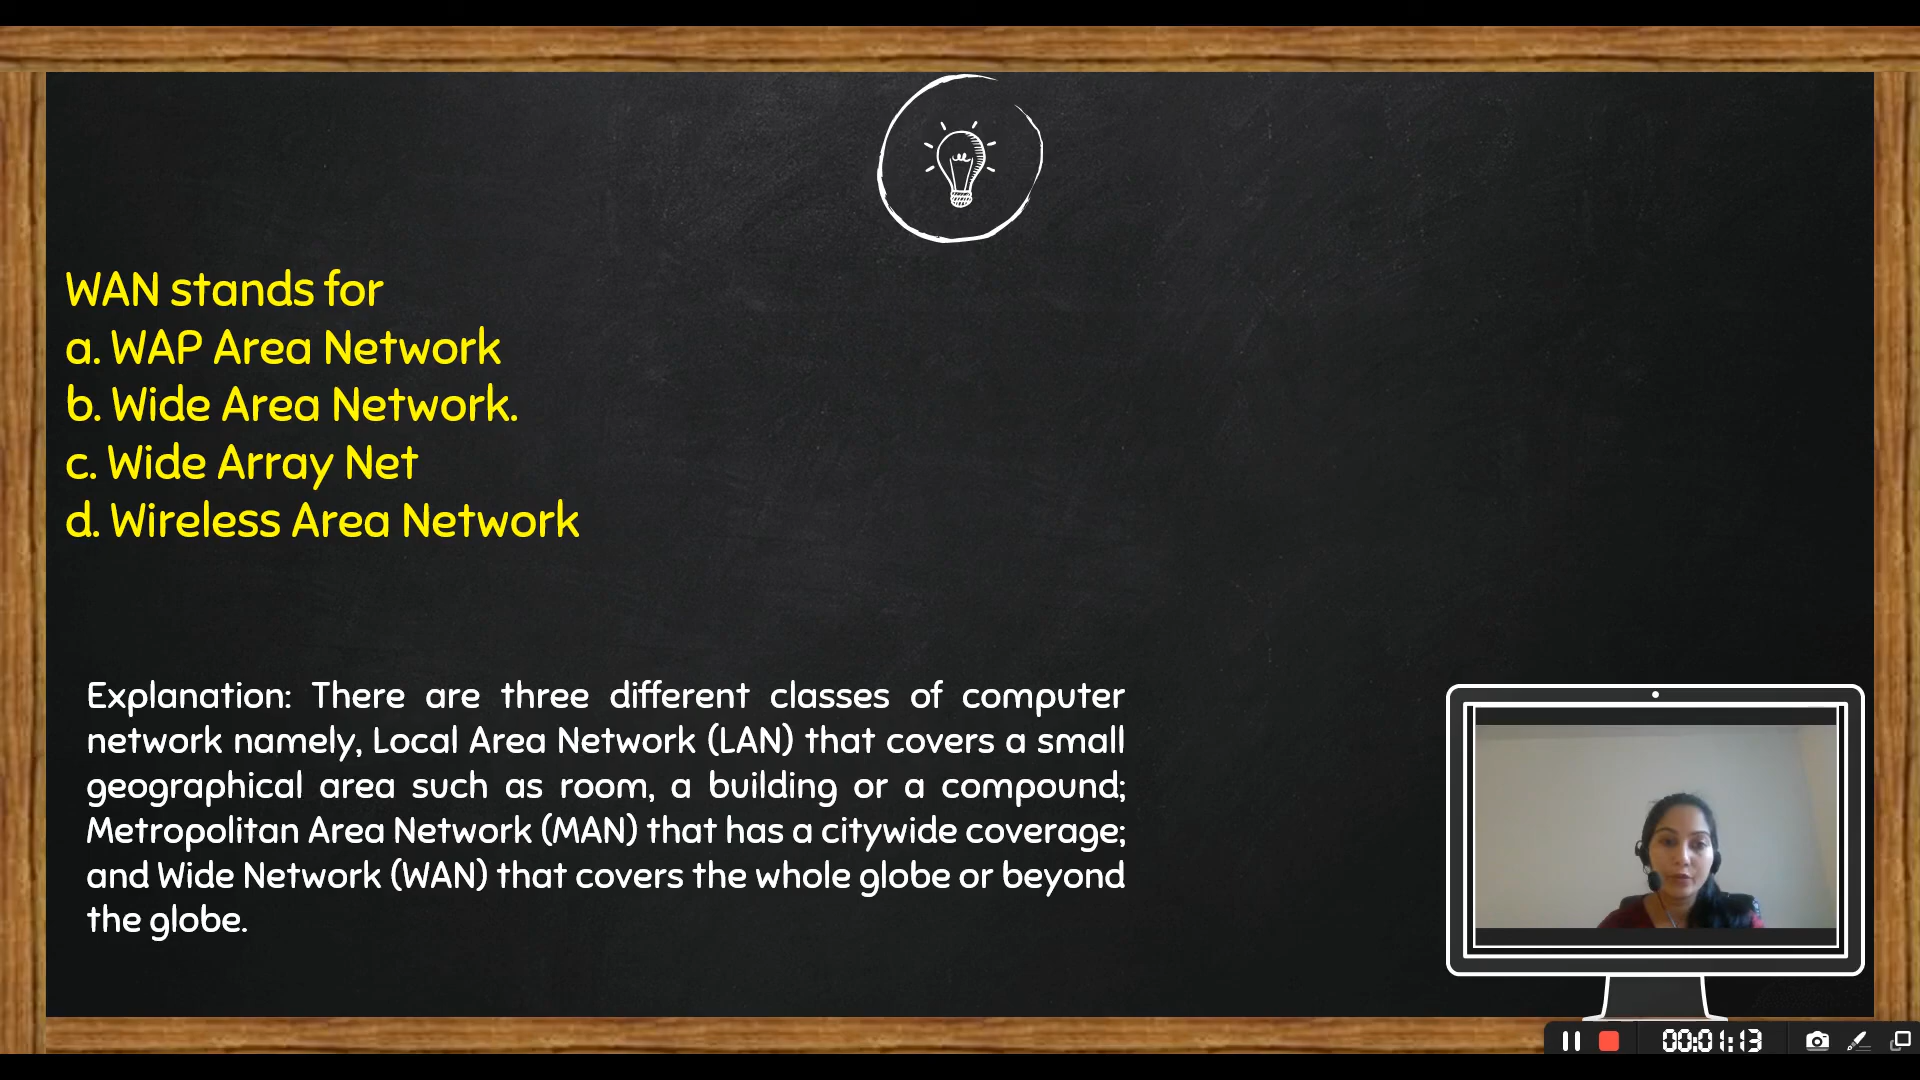 WAN stands for
a. WAP Area Network
b. Wide Area Network.
c. Wide Array Net
d. Wireless Area Network
Explanation: There are three different classes of computer
network namely, Local Area Network (LAN) that covers a small
geographical area such as room, a building or a compound;
Metropolitan Area Network (MAN) that has a citywide coverage;
and Wide Network (WAN) that covers the whole globe or beyond
the globe.
00:01:13